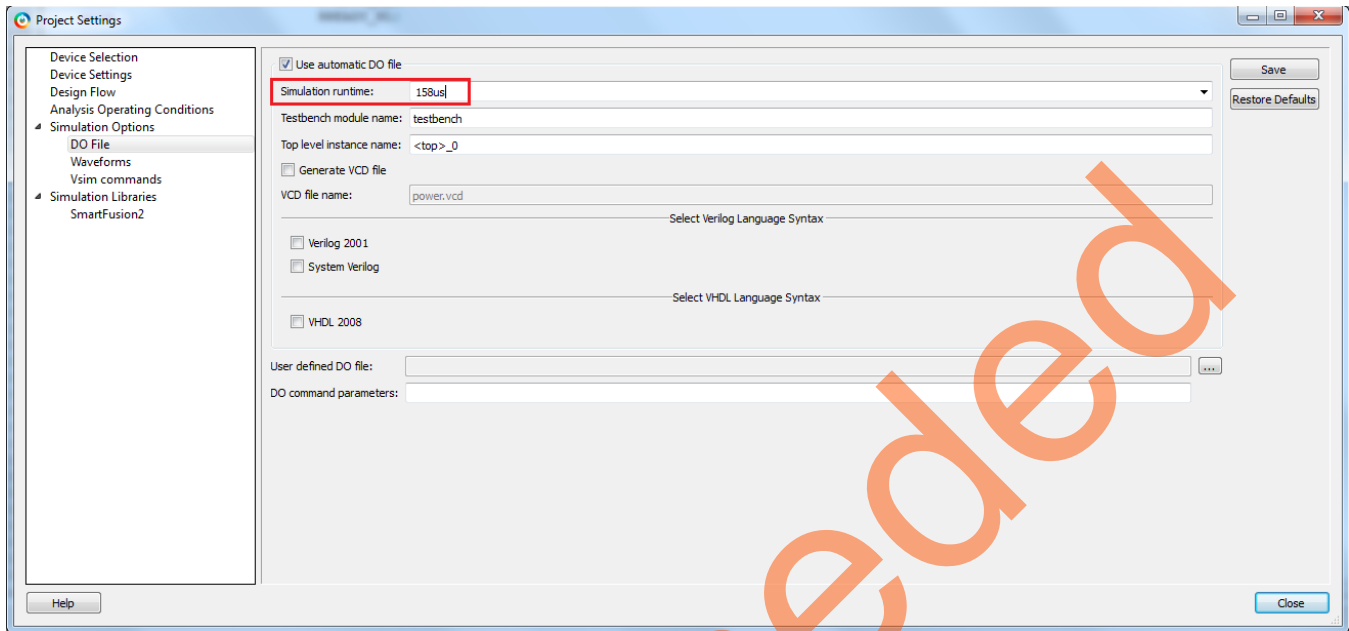 Project Settings
Device Selection
Device Settings
Design Flow
Analysis Operating Conditions
Simulation Options
DO File
Waveforms
Vsim commands
Simulation Libraries
SmartFusion2
Use automatic DO file
Simulation runtime: 158us
Testbench module name: testbench
Top level instance name: <top>_0
Generate VCD file
VCD file name: power.vcd
Select Verilog Language Syntax
Verilog 2001
System Verilog
Select VHDL Language Syntax
VHDL 2008
User defined DO file: ...
DO command parameters:
Save
Restore Defaults
Help
Close
eded